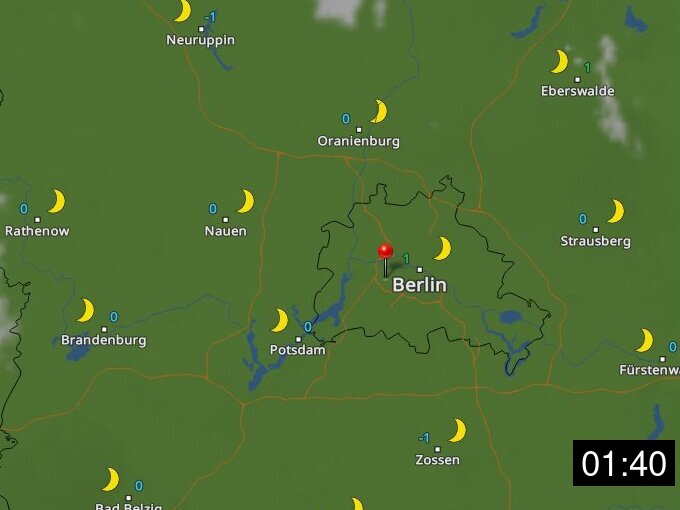 -1
Neuruppin
1
Eberswalde
0
Oranienburg
0
Rathenow
0
Nauen
0
Strausberg
1
Berlin
0
Brandenburg
0
Potsdam
0
Fürstenwa
-1
Zossen
01:40
0
Bad Belzig